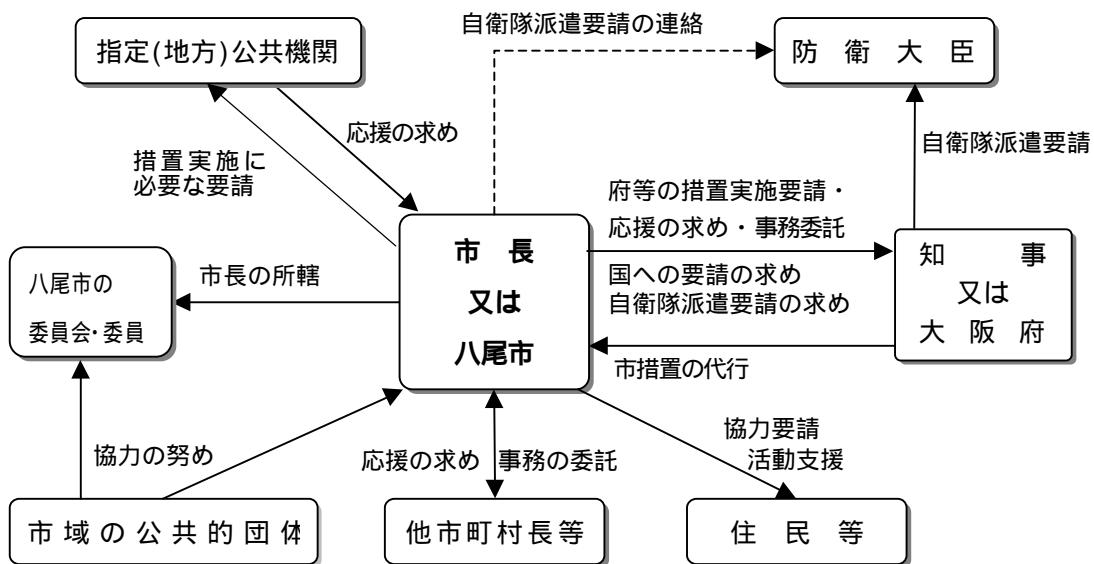 自衛隊派遣要請の連絡
指定(地方)公共機関
防衛大臣
応援の求め
自衛隊派遣要請
措置実施に
必要な要請
府等の措置実施要請・
応援の求め・事務委託
市長
又は
八尾市
知事
又は
大阪府
八尾市の
委員会・委員
市長の所轄
国への要請の求め
自衛隊派遣要請の求め
市措置の代行
協力の努め
応援の求め 事務の委託
協力要請
活動支援
市域の公共的団体
他市町村長等
住民等